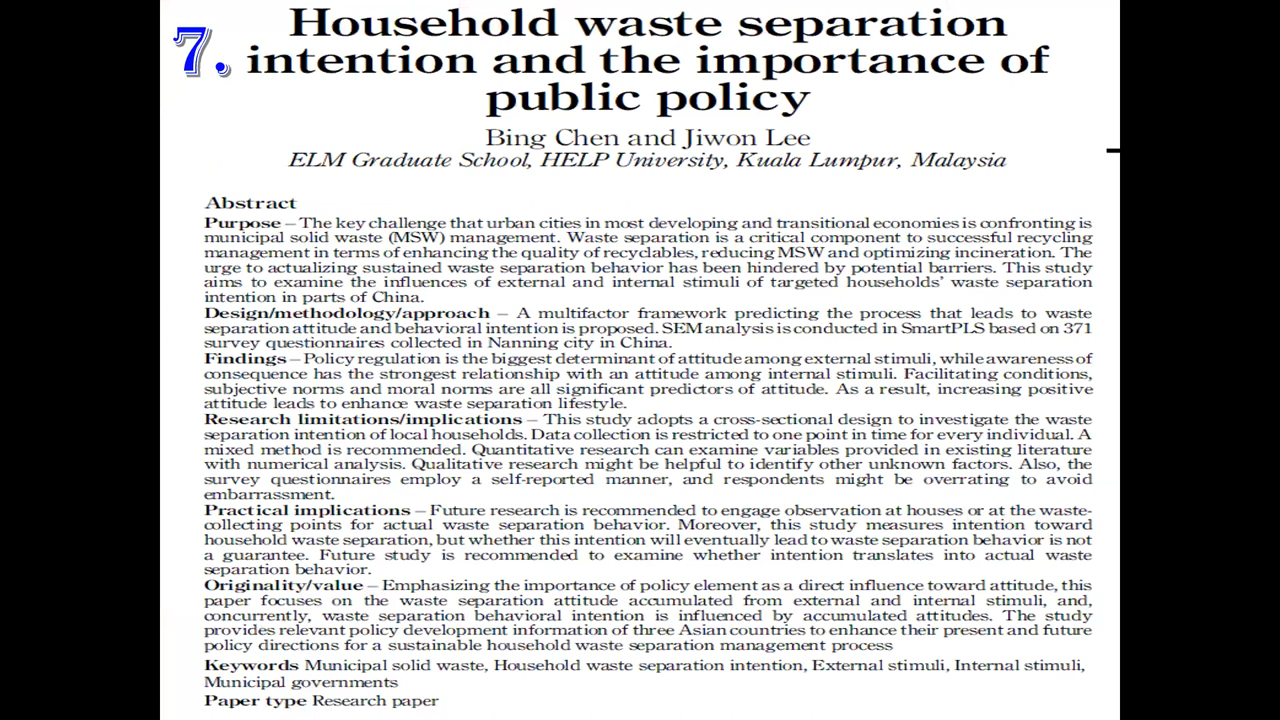 7.
Household waste separation
intention and the importance of
public policy
Bing Chen and Jiwon Lee
ELM Graduate School, HELP University, Kuala Lumpur, Malaysia
Abstract
Purpose – The key challenge that urban cities in most developing and transitional economies is confronting is
municipal solid waste (MSW) management. Waste separation is a critical component to successful recycling
management in terms of enhancing the quality of recyclables, reducing MSW and optimizing incineration. The
urge to actualizing sustained waste separation behavior has been hindered by potential barriers. This study
aims to examine the influences of external and internal stimuli of targeted households' waste separation
intention in parts of China.
Design/methodology/approach – A multifactor framework predicting the process that leads to waste
separation attitude and behavioral intention is proposed. SEM analysis is conducted in SmartPLS based on 371
survey questionnaires collected in Nanning city in China.
Findings – Policy regulation is the biggest determinant of attitude among external stimuli, while awareness of
consequence has the strongest relationship with an attitude among internal stimuli. Facilitating conditions,
subjective norms and moral norms are all significant predictors of attitude. As a result, increasing positive
attitude leads to enhance waste separation lifestyle.
Research limitations/implications – This study adopts a cross-sectional design to investigate the waste
separation intention of local households. Data collection is restricted to one point in time for every individual. A
mixed method is recommended. Quantitative research can examine variables provided in existing literature
with numerical analysis. Qualitative research might be helpful to identify other unknown factors. Also, the
survey questionnaires employ a self-reported manner, and respondents might be overrating to avoid
embarrassment.
Practical implications – Future research is recommended to engage observation at houses or at the waste-
collecting points for actual waste separation behavior. Moreover, this study measures intention toward
household waste separation, but whether this intention will eventually lead to waste separation behavior is not
a guarantee. Future study is recommended to examine whether intention translates into actual waste
separation behavior.
Originality/value – Emphasizing the importance of policy element as a direct influence toward attitude, this
paper focuses on the waste separation attitude accumulated from external and internal stimuli, and,
concurrently, waste separation behavioral intention is influenced by accumulated attitudes. The study
provides relevant policy development information of three Asian countries to enhance their present and future
policy directions for a sustainable household waste separation management process
Keywords Municipal solid waste, Household waste separation intention, External stimuli, Internal stimuli,
Municipal governments
Paper type Research paper